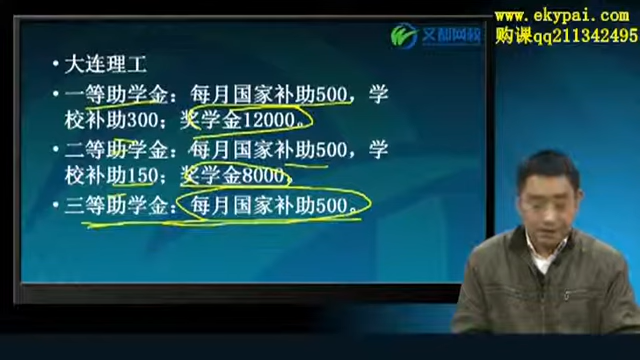 www.ekypai.com
购课qq211342495
文都网校
• 大连理工
• 一等助学金：每月国家补助500，学
校补助300；奖学金12000。
• 二等助学金：每月国家补助500，学
校补助150；奖学金8000。
• 三等助学金：每月国家补助500。